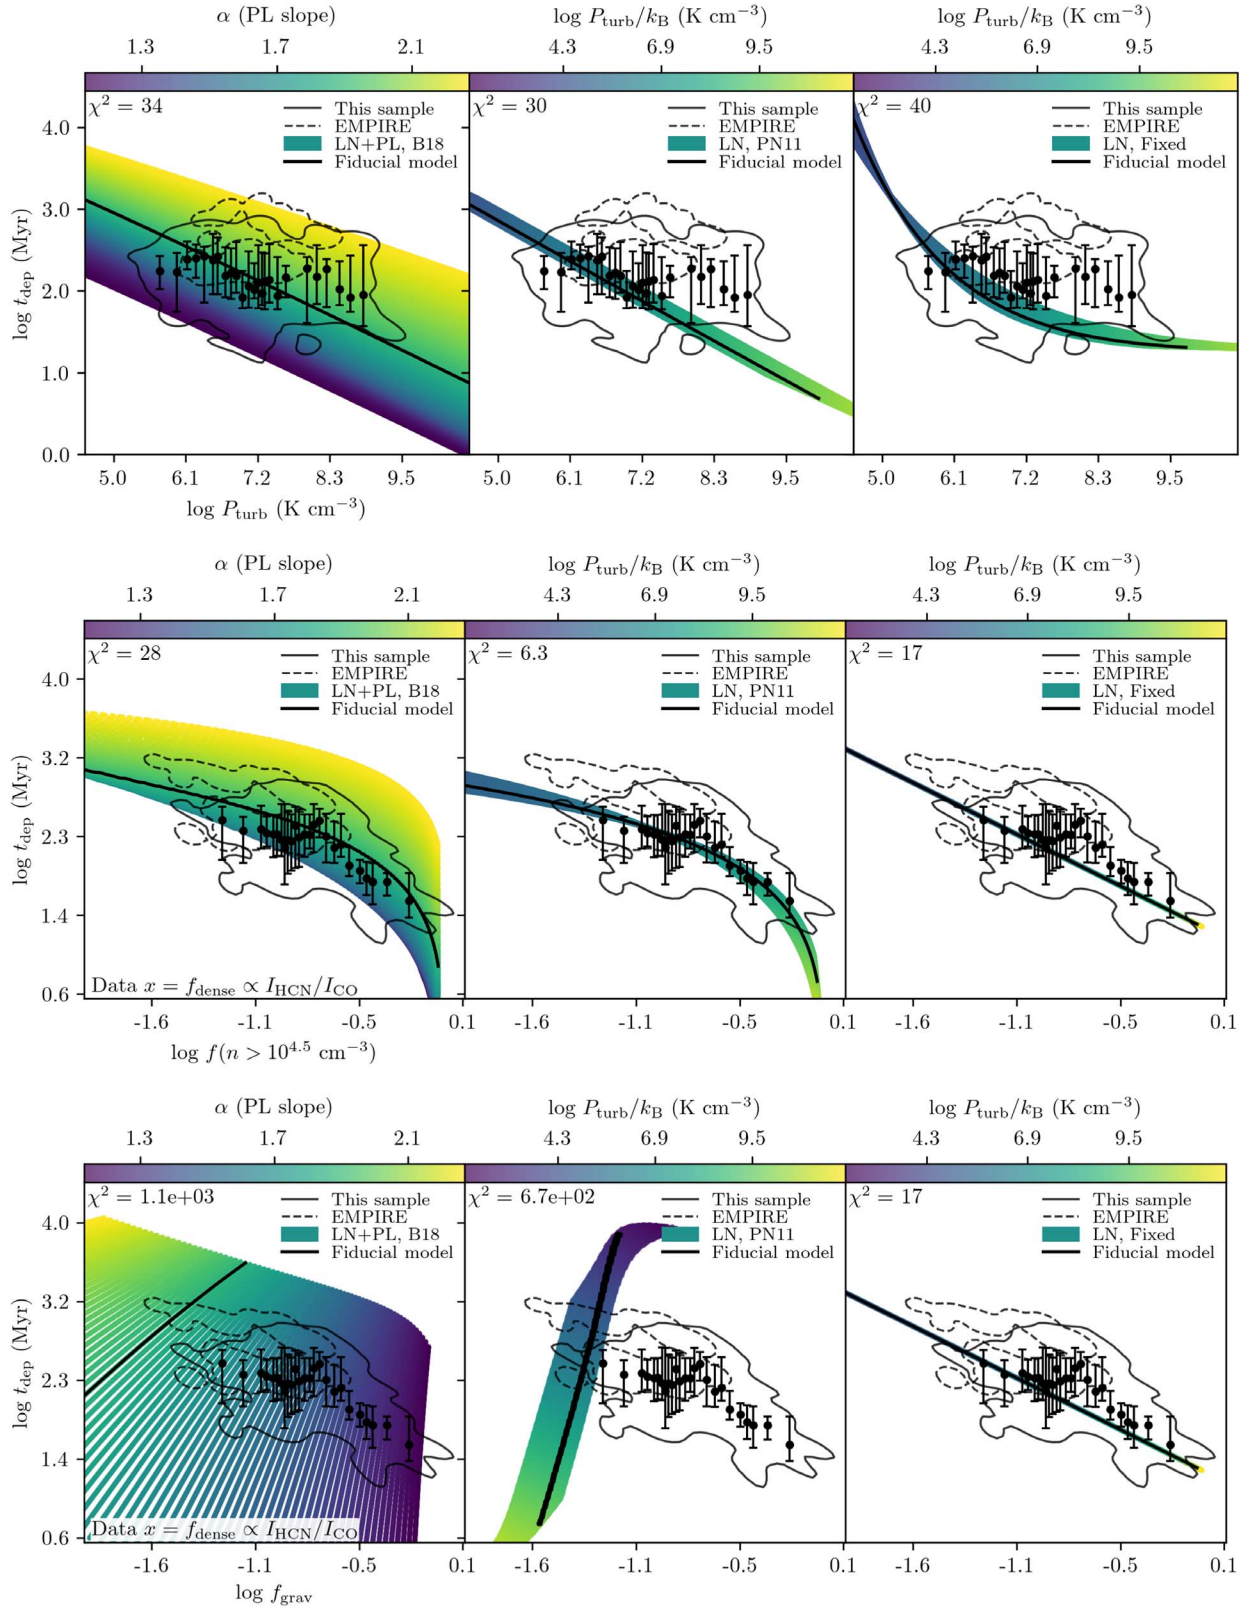 α (PL slope)
log P_turb/k_B (K cm⁻³)
log P_turb/k_B (K cm⁻³)
1.3 1.7 2.1
4.3 6.9 9.5
4.3 6.9 9.5
χ² = 34
This sample
EMPIRE
LN+PL, B18
Fiducial model
χ² = 30
This sample
EMPIRE
LN, PN11
Fiducial model
χ² = 40
This sample
EMPIRE
LN, Fixed
Fiducial model
log t_dep (Myr)
4.0
3.0
2.0
1.0
0.0
5.0 6.1 7.2 8.3 9.5
5.0 6.1 7.2 8.3 9.5
5.0 6.1 7.2 8.3 9.5
log P_turb (K cm⁻³)
α (PL slope)
log P_turb/k_B (K cm⁻³)
log P_turb/k_B (K cm⁻³)
1.3 1.7 2.1
4.3 6.9 9.5
4.3 6.9 9.5
χ² = 28
This sample
EMPIRE
LN+PL, B18
Fiducial model
χ² = 6.3
This sample
EMPIRE
LN, PN11
Fiducial model
χ² = 17
This sample
EMPIRE
LN, Fixed
Fiducial model
log t_dep (Myr)
4.0
3.2
2.3
1.4
0.6
Data x = f_dense ∝ I_HCN/I_CO
-1.6 -1.1 -0.5 0.1
-1.6 -1.1 -0.5 0.1
-1.6 -1.1 -0.5 0.1
log f(n > 10^4.5 cm⁻³)
α (PL slope)
log P_turb/k_B (K cm⁻³)
log P_turb/k_B (K cm⁻³)
1.3 1.7 2.1
4.3 6.9 9.5
4.3 6.9 9.5
χ² = 1.1e+03
This sample
EMPIRE
LN+PL, B18
Fiducial model
χ² = 6.7e+02
This sample
EMPIRE
LN, PN11
Fiducial model
χ² = 17
This sample
EMPIRE
LN, Fixed
Fiducial model
log t_dep (Myr)
4.0
3.2
2.3
1.4
0.6
Data x = f_dense ∝ I_HCN/I_CO
-1.6 -1.1 -0.5 0.1
-1.6 -1.1 -0.5 0.1
-1.6 -1.1 -0.5 0.1
log f_grav